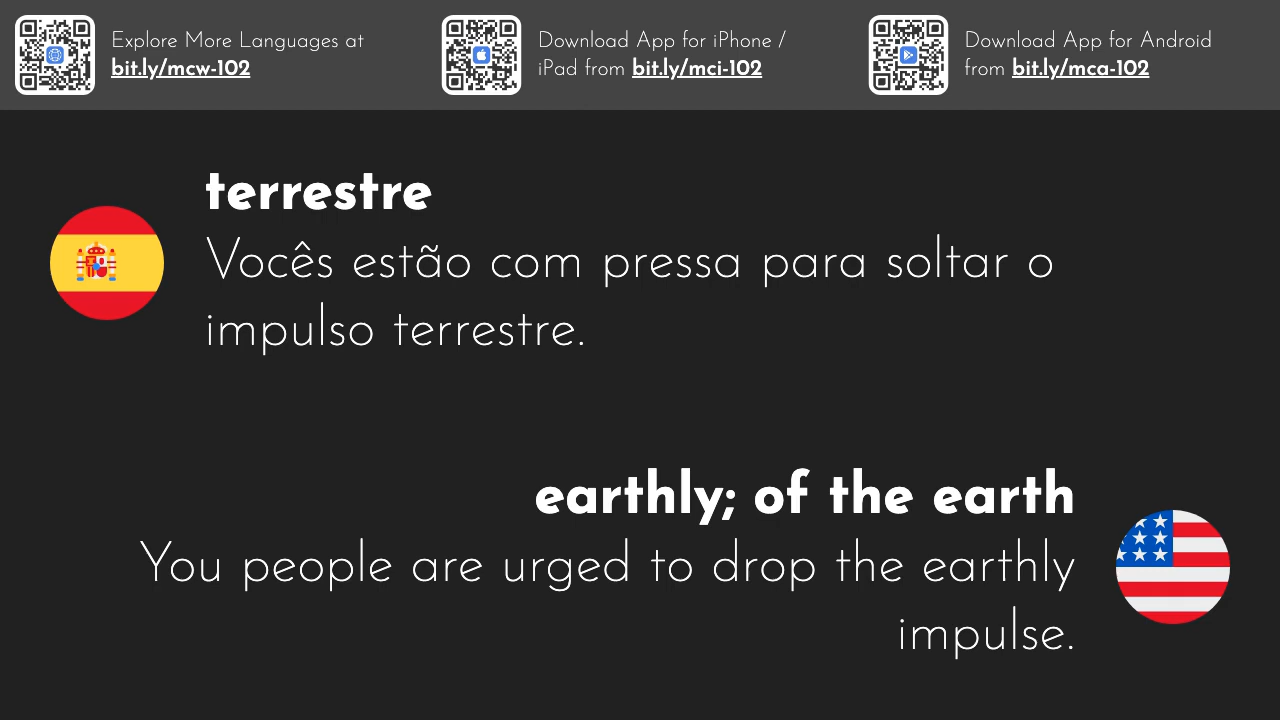 Explore More Languages at
bit.ly/mcw-102
Download App for iPhone /
iPad from bit.ly/mci-102
Download App for Android
from bit.ly/mca-102
terrestre
Vocês estão com pressa para soltar o
impulso terrestre.
earthly; of the earth
You people are urged to drop the earthly
impulse.